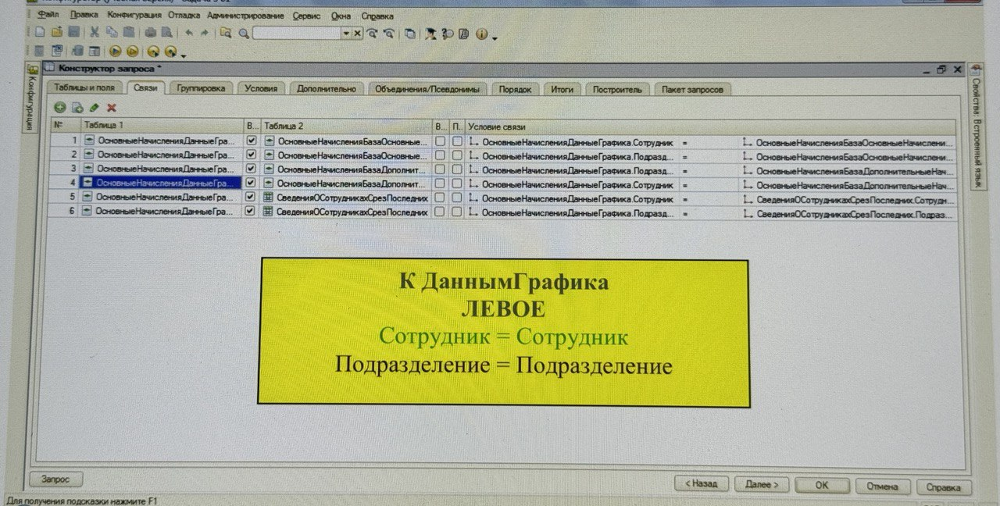 Файл Правка Конфигурация Отладка Администрирование Сервис Окна Справка
Конструктор запроса *
Таблицы и поля Связи Группировка Условия Дополнительно Объединения/Псевдонимы Порядок Итоги Построитель Пакет запросов
№ Таблица 1 В... Таблица 2 В... П.. Условие связи
1 ОсновныеНачисленияДанныеГра... ОсновныеНачисленияБазаОсновные... ОсновныеНачисленияДанныеГрафика.Сотрудник = ОсновныеНачисленияБазаОсновныеНачислени...
2 ОсновныеНачисленияДанныеГра... ОсновныеНачисленияБазаОсновные... ОсновныеНачисленияДанныеГрафика.Подразд... = ОсновныеНачисленияБазаОсновныеНачислени...
3 ОсновныеНачисленияДанныеГра... ОсновныеНачисленияБазаДополнит... ОсновныеНачисленияДанныеГрафика.Подразд... = ОсновныеНачисленияБазаДополнительныеНач...
4 ОсновныеНачисленияДанныеГра... ОсновныеНачисленияБазаДополнит... ОсновныеНачисленияДанныеГрафика.Сотрудник = ОсновныеНачисленияБазаДополнительныеНач...
5 ОсновныеНачисленияДанныеГра... СведенияОСотрудникахСрезПоследних ОсновныеНачисленияДанныеГрафика.Сотрудник = СведенияОСотрудникахСрезПоследних.Сотрудн...
6 ОсновныеНачисленияДанныеГра... СведенияОСотрудникахСрезПоследних ОсновныеНачисленияДанныеГрафика.Подразд... = СведенияОСотрудникахСрезПоследних.Подраз...
К ДаннымГрафика
ЛЕВОЕ
Сотрудник = Сотрудник
Подразделение = Подразделение
Запрос < Назад Далее > OK Отмена Справка
Для получения подсказки нажмите F1
Конфигурация
Свойства: Встроенный язык